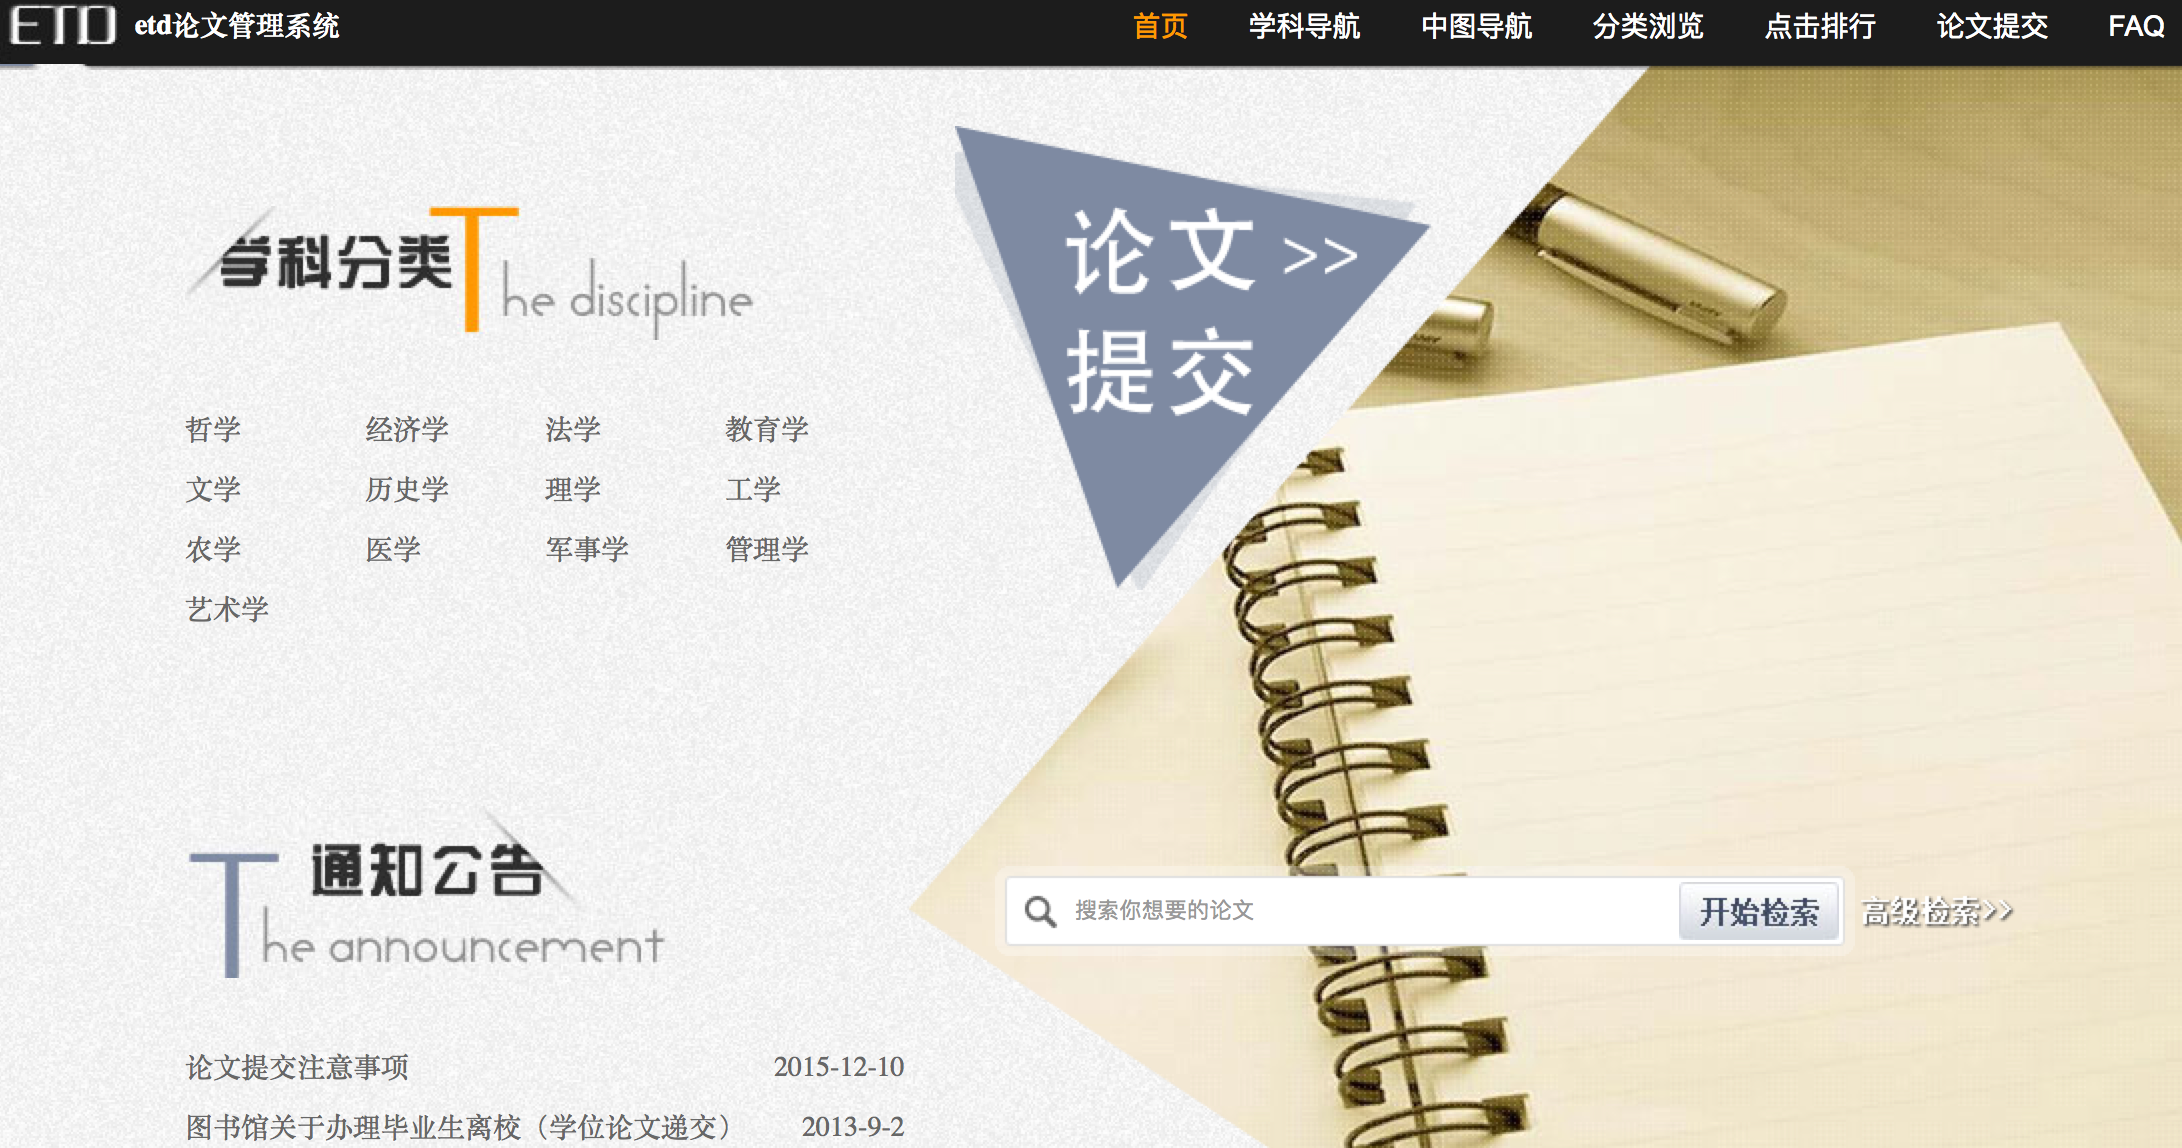 ETD etd论文管理系统 首页 学科导航 中图导航 分类浏览 点击排行 论文提交 FAQ
学科分类 The discipline
哲学 经济学 法学 教育学
文学 历史学 理学 工学
农学 医学 军事学 管理学
艺术学
论文 >>
提交
通知公告
The announcement
搜索你想要的论文 开始检索 高级检索>>
论文提交注意事项 2015-12-10
图书馆关于办理毕业生离校（学位论文递交） 2013-9-2